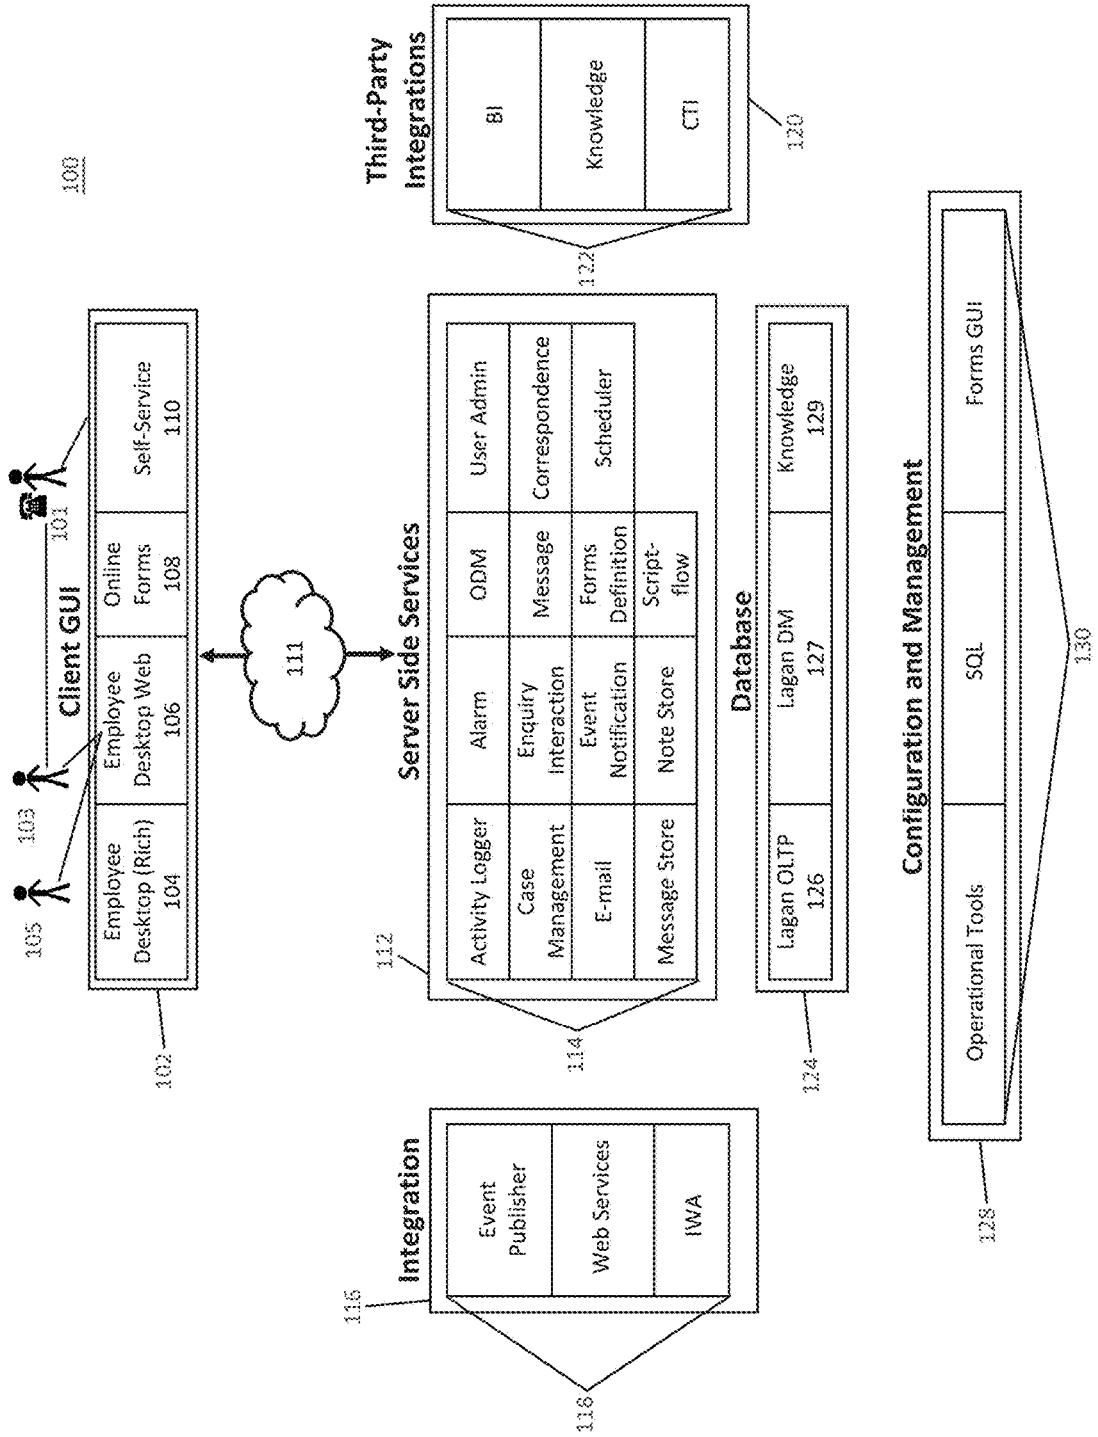 100
101
103
105
Client GUI
Employee
Desktop (Rich)
104
Employee
Desktop Web
106
Online
Forms
108
Self-Service
110
102
111
Integration
116
Event
Publisher
Web Services
IWA
118
Server Side Services
112
Activity Logger
Alarm
ODM
User Admin
Case
Management
Enquiry
Interaction
Message
Correspondence
E-mail
Event
Notification
Forms
Definition
Scheduler
Message Store
Note Store
Script-
flow
114
Third-Party
Integrations
BI
Knowledge
CTI
120
122
Database
Lagan OLTP
126
Lagan DM
127
Knowledge
129
124
Configuration and Management
Operational Tools
SQL
Forms GUI
128
130